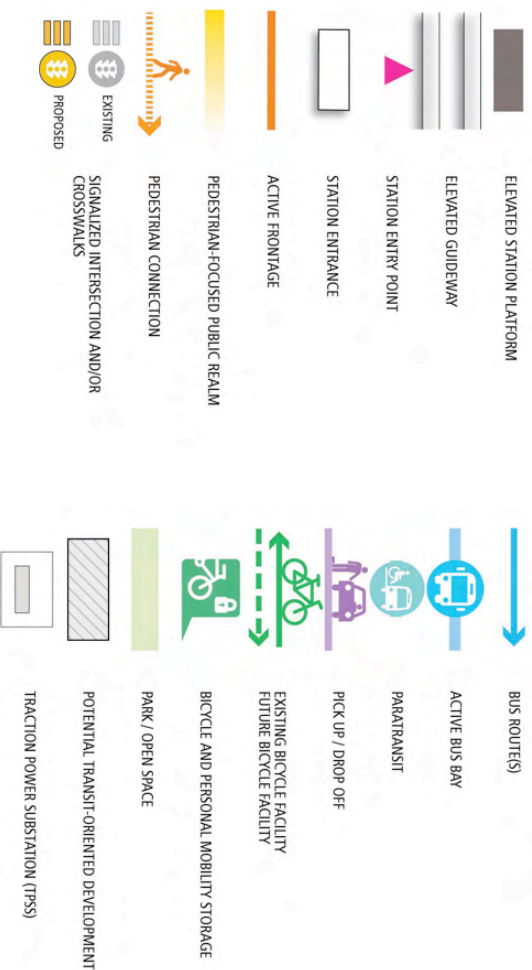 ELEVATED STATION PLATFORM
ELEVATED GUIDEWAY
STATION ENTRY POINT
STATION ENTRANCE
ACTIVE FRONTAGE
PEDESTRIAN-FOCUSED PUBLIC REALM
PEDESTRIAN CONNECTION
EXISTING
PROPOSED
SIGNALIZED INTERSECTION AND/OR
CROSSWALKS
BUS ROUTE(S)
ACTIVE BUS BAY
PARATRANSIT
PICK UP / DROP OFF
EXISTING BICYCLE FACILITY
FUTURE BICYCLE FACILITY
BICYCLE AND PERSONAL MOBILITY STORAGE
PARK / OPEN SPACE
POTENTIAL TRANSIT-ORIENTED DEVELOPMENT
TRACTION POWER SUBSTATION (TPSS)